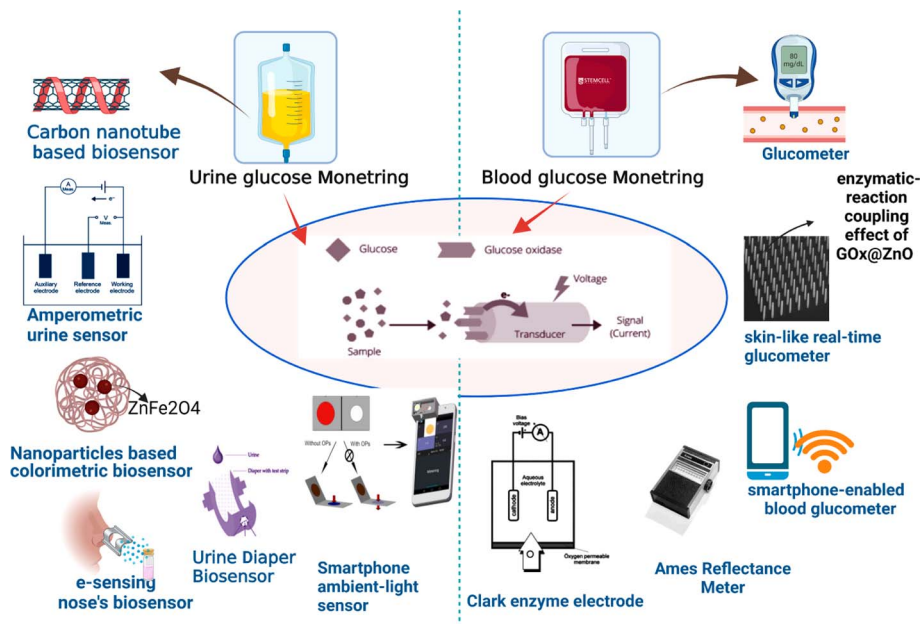 80
mg/dL
STEMCELL
Carbon nanotube
based biosensor
Urine glucose Monetring
Blood glucose Monetring
Glucometer
enzymatic-
reaction
coupling
effect of
GOx@ZnO
A
Meas.
e⁻
V
Meas.
Auxiliary
electrode
Reference
electrode
Working
electrode
Amperometric
urine sensor
Glucose
Glucose oxidase
Voltage
e-
Sample
Transducer
Signal
(Current)
skin-like real-time
glucometer
ZnFe2O4
Nanoparticles based
colorimetric biosensor
Urine
Diaper with test strip
Urine Diaper
Biosensor
e-sensing
nose's biosensor
Without OPs
With OPs
Smartphone
ambient-light
sensor
Bias
voltage
A
Aqueous
electrolyte
cathode
anode
O
Oxygen permeable
membrane
Clark enzyme electrode
Ames Reflectance
Meter
smartphone-enabled
blood glucometer